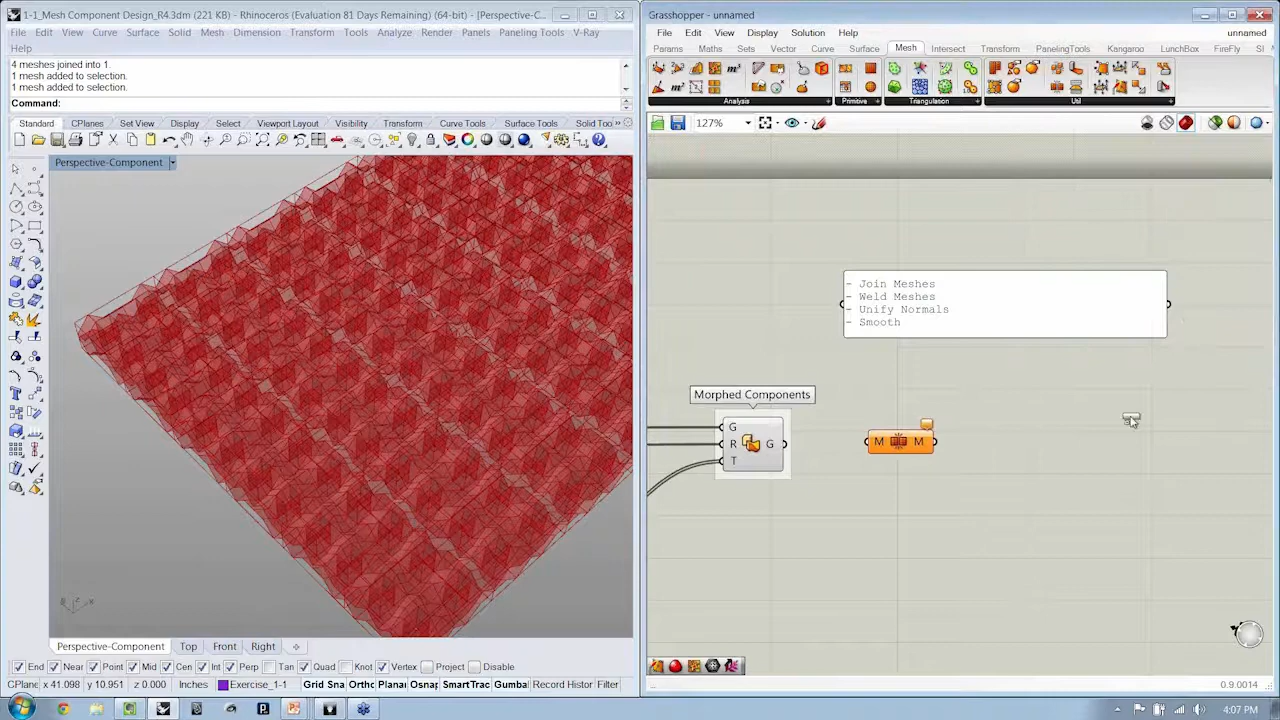 1-1_Mesh Component Design_R4.3dm (221 KB) - Rhinoceros (Evaluation 81 Days Remaining) (64-bit) - [Perspective-C...
File Edit View Curve Surface Solid Mesh Dimension Transform Tools Analyze Render Panels Paneling Tools V-Ray
Help
4 meshes joined into 1.
1 mesh added to selection.
1 mesh added to selection.
Command:
Standard CPlanes Set View Display Select Viewport Layout Visibility Transform Curve Tools Surface Tools Solid Too »
Perspective-Component
Perspective-Component Top Front Right
End Near Point Mid Cen Int Perp Tan Quad Knot Vertex Project Disable
CPlane x 41.098 y 10.951 z 0.000 Inches Exercise_1-1 Grid Sna Ortho Planar Osnap SmartTrac Gumba Record Histor Filter
Grasshopper - unnamed
File Edit View Display Solution Help unnamed
Params Maths Sets Vector Curve Surface Mesh Intersect Transform PanelingTools Kangaroo LunchBox FireFly
Analysis Primitive Triangulation Util
127%
- Join Meshes
- Weld Meshes
- Unify Normals
- Smooth
Morphed Components
G
R G
T
M M
0.9.0014
4:07 PM